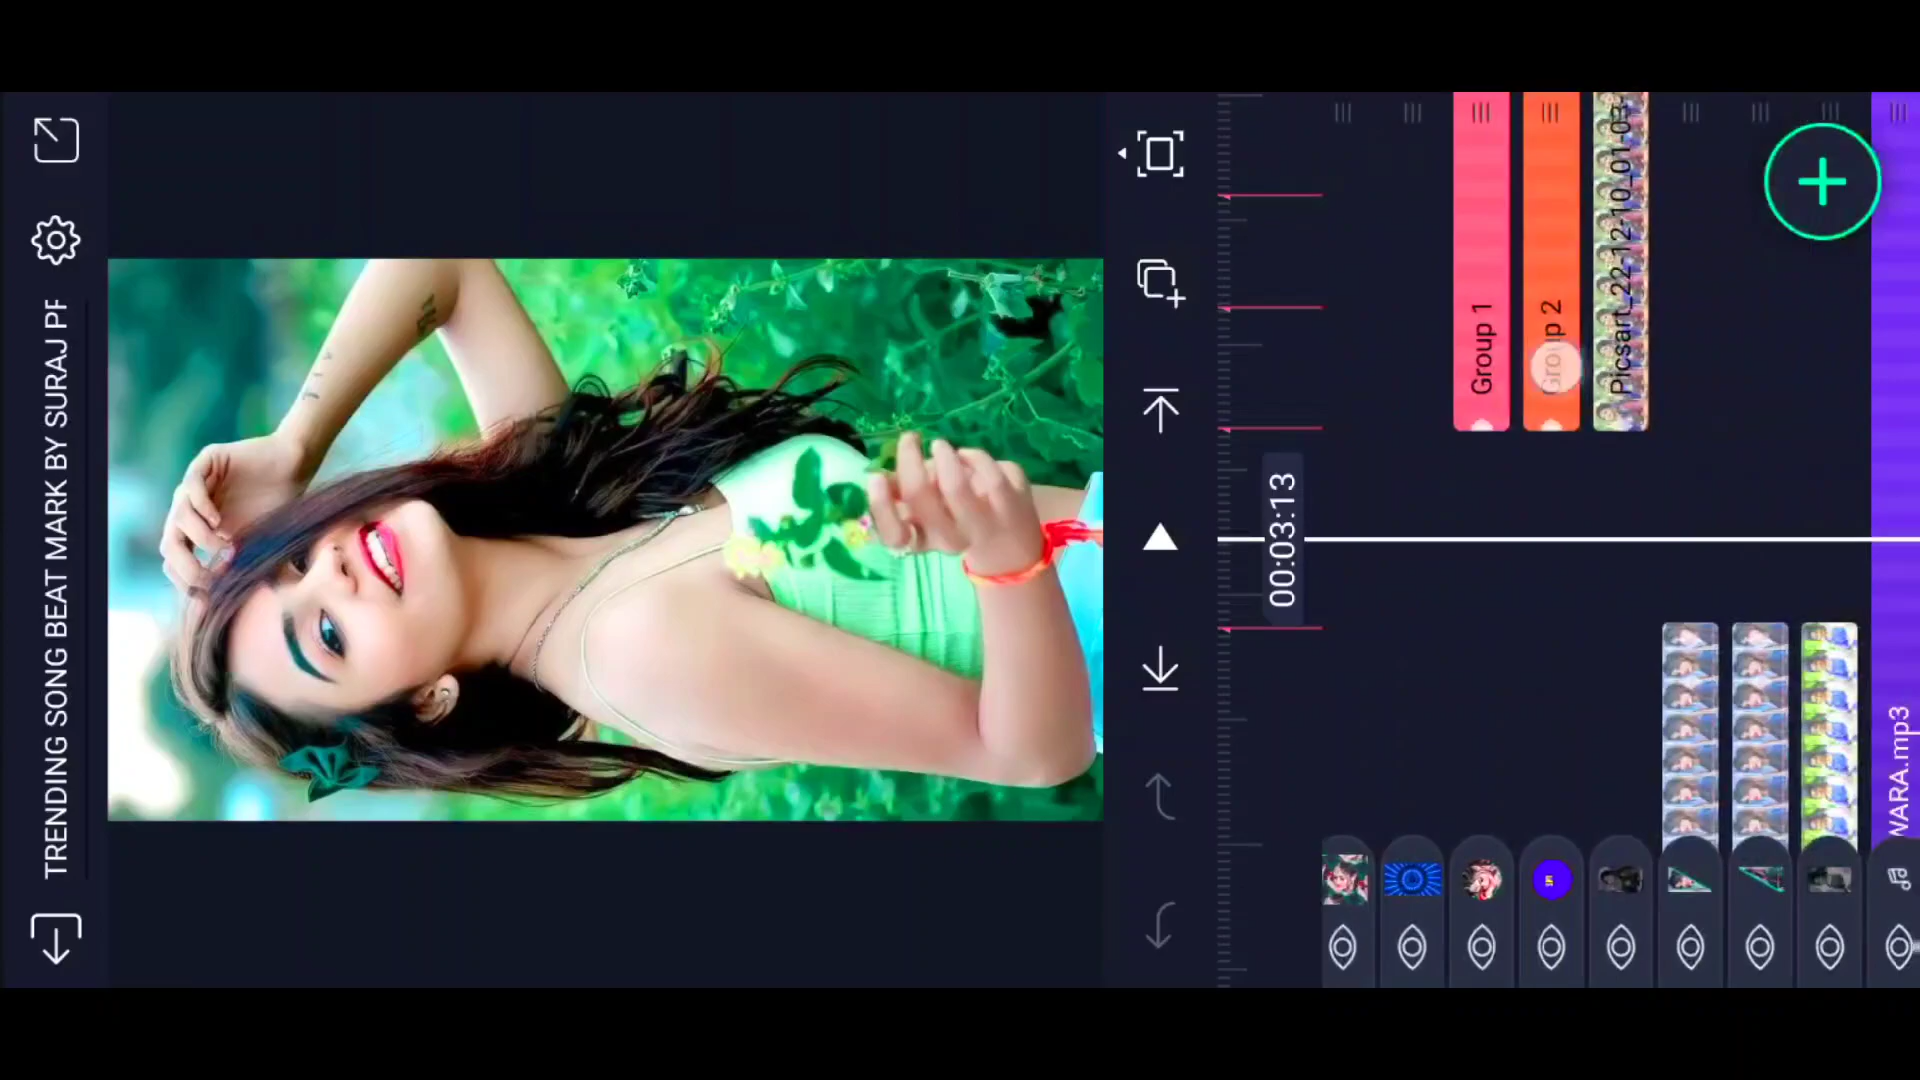 TRENDING SONG BEAT MARK BY SURAJ PF
00:03:13
Group 1
Group 2
Picsart_22-12-10_01-03
WARA.mp3